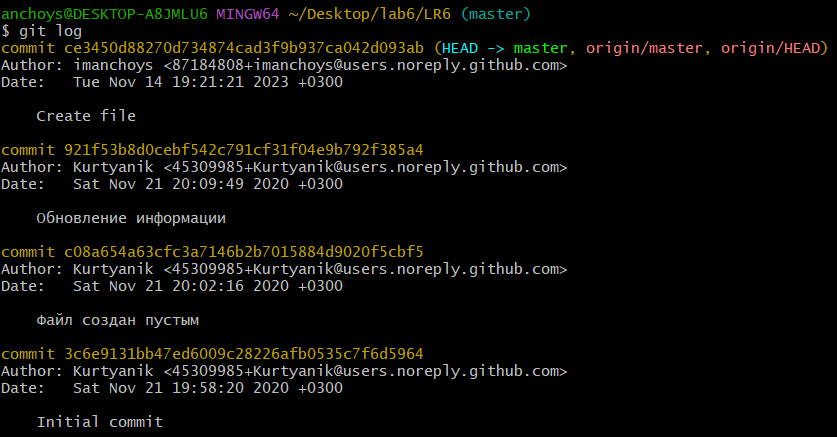 anchoys@DESKTOP-A8JMLU6 MINGW64 ~/Desktop/lab6/LR6 (master)
$ git log
commit ce3450d88270d734874cad3f9b937ca042d093ab (HEAD -> master, origin/master, origin/HEAD)
Author: imanchoys <87184808+imanchoys@users.noreply.github.com>
Date:   Tue Nov 14 19:21:21 2023 +0300
Create file
commit 921f53b8d0cebf542c791cf31f04e9b792f385a4
Author: Kurtyanik <45309985+Kurtyanik@users.noreply.github.com>
Date:   Sat Nov 21 20:09:49 2020 +0300
Обновление информации
commit c08a654a63cfc3a7146b2b7015884d9020f5cbf5
Author: Kurtyanik <45309985+Kurtyanik@users.noreply.github.com>
Date:   Sat Nov 21 20:02:16 2020 +0300
Файл создан пустым
commit 3c6e9131bb47ed6009c28226afb0535c7f6d5964
Author: Kurtyanik <45309985+Kurtyanik@users.noreply.github.com>
Date:   Sat Nov 21 19:58:20 2020 +0300
Initial commit